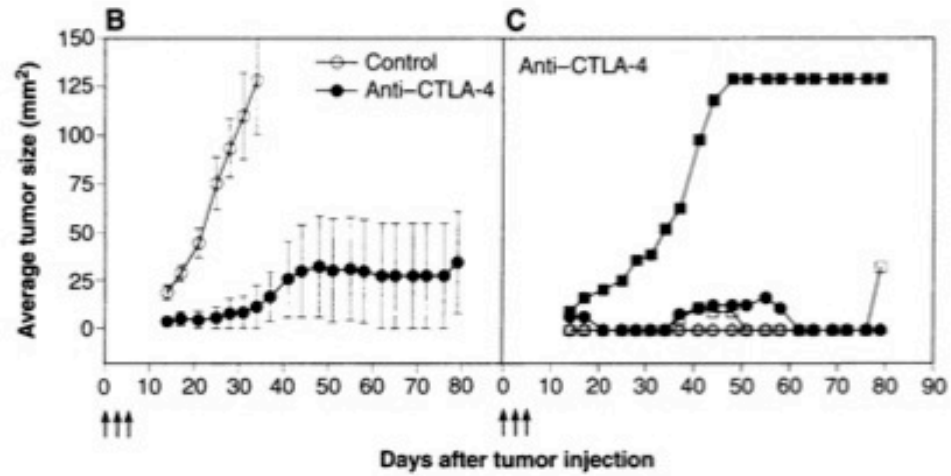 B
C
Average tumor size (mm²)
150
125
100
75
50
25
0
Control
Anti–CTLA-4
Anti–CTLA-4
0 10 20 30 40 50 60 70 80
0 10 20 30 40 50 60 70 80 90
Days after tumor injection